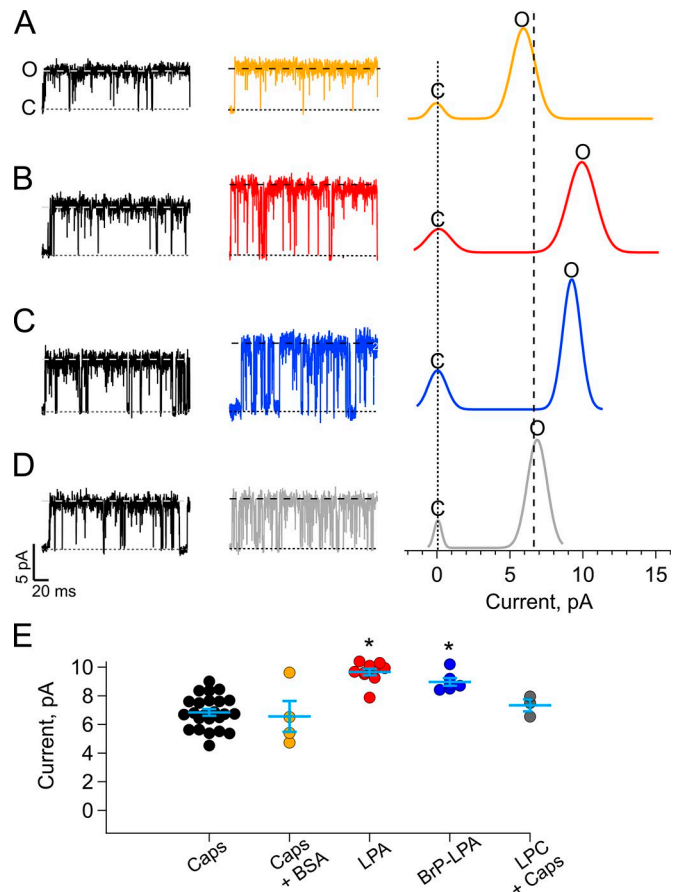 A
O
C
O
C
B
O
C
C
O
C
D
O
C
5 pA
20 ms
0 5 10 15
Current, pA
E
10
8
6
4
2
0
Current, pA
*
*
Caps
Caps
+ BSA
LPA
BrP-LPA
LPC
+ Caps